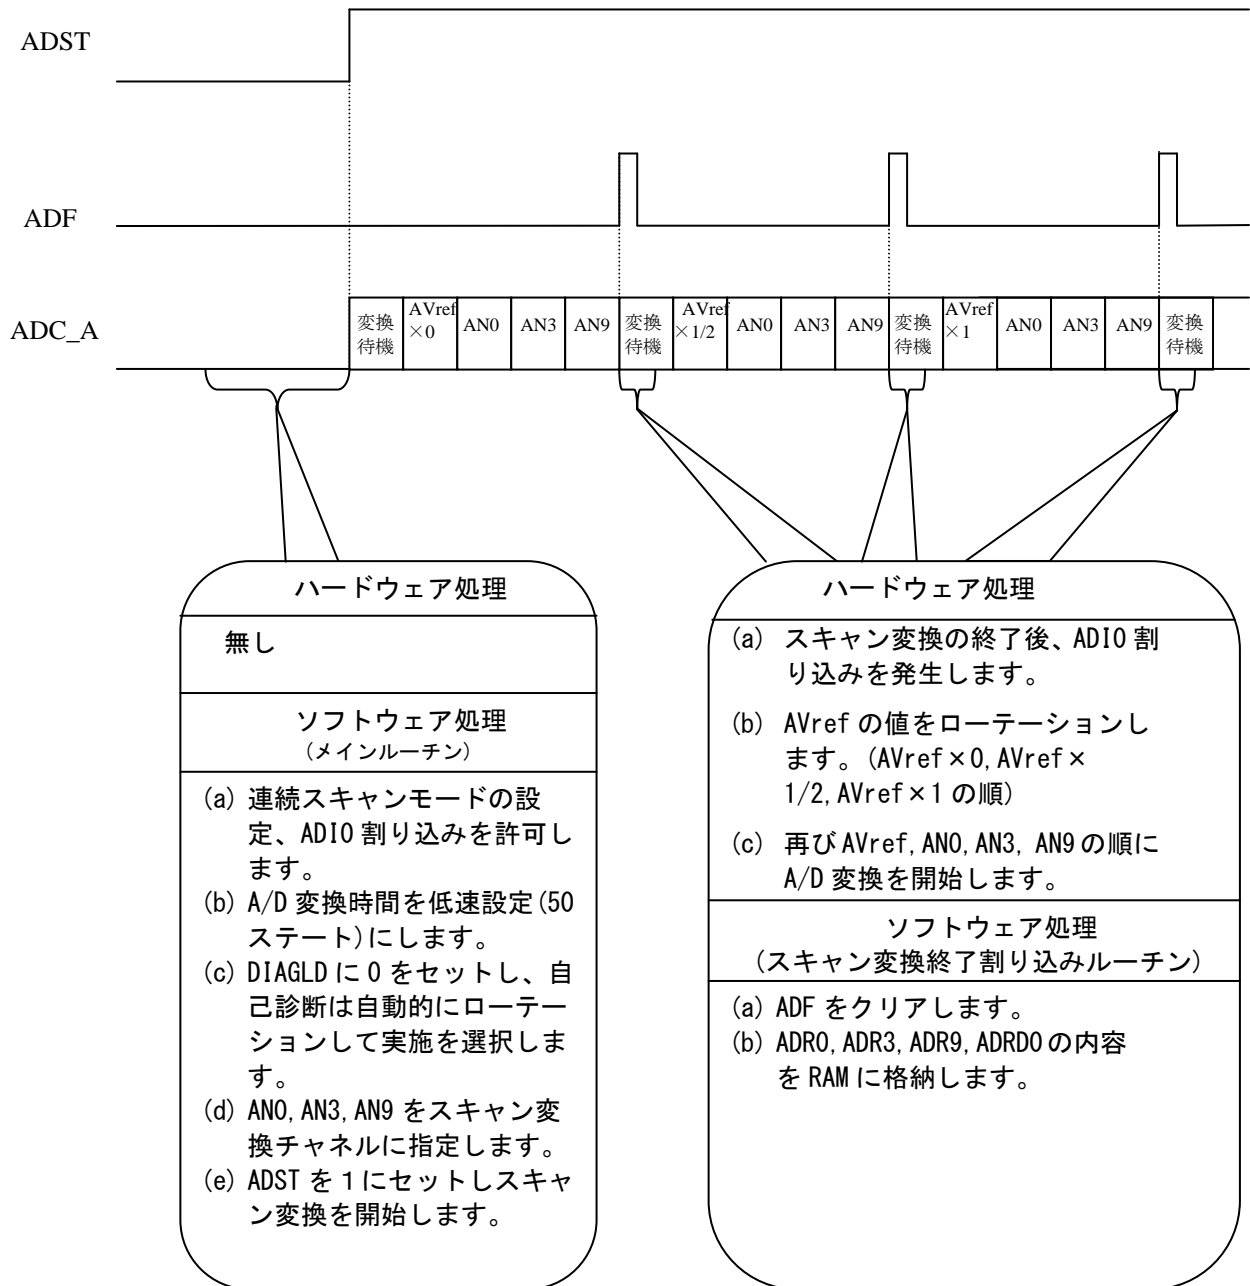 ADST
ADF
ADC_A
変換
待機
AVref
×0
AN0
AN3
AN9
変換
待機
AVref
×1/2
AN0
AN3
AN9
変換
待機
AVref
×1
AN0
AN3
AN9
変換
待機
ハードウェア処理
無し
ソフトウェア処理
(メインルーチン)
(a) 連続スキャンモードの設
定、ADI0 割り込みを許可し
ます。
(b) A/D 変換時間を低速設定(50
ステート)にします。
(c) DIAGLD に 0 をセットし、自
己診断は自動的にローテー
ションして実施を選択しま
す。
(d) AN0, AN3, AN9 をスキャン変
換チャネルに指定します。
(e) ADST を 1 にセットしスキャ
ン変換を開始します。
ハードウェア処理
(a) スキャン変換の終了後、ADI0 割
り込みを発生します。
(b) AVref の値をローテーションし
ます。(AVref×0, AVref×
1/2, AVref×1 の順)
(c) 再び AVref, AN0, AN3, AN9 の順に
A/D 変換を開始します。
ソフトウェア処理
(スキャン変換終了割り込みルーチン)
(a) ADF をクリアします。
(b) ADR0, ADR3, ADR9, ADRD0 の内容
を RAM に格納します。